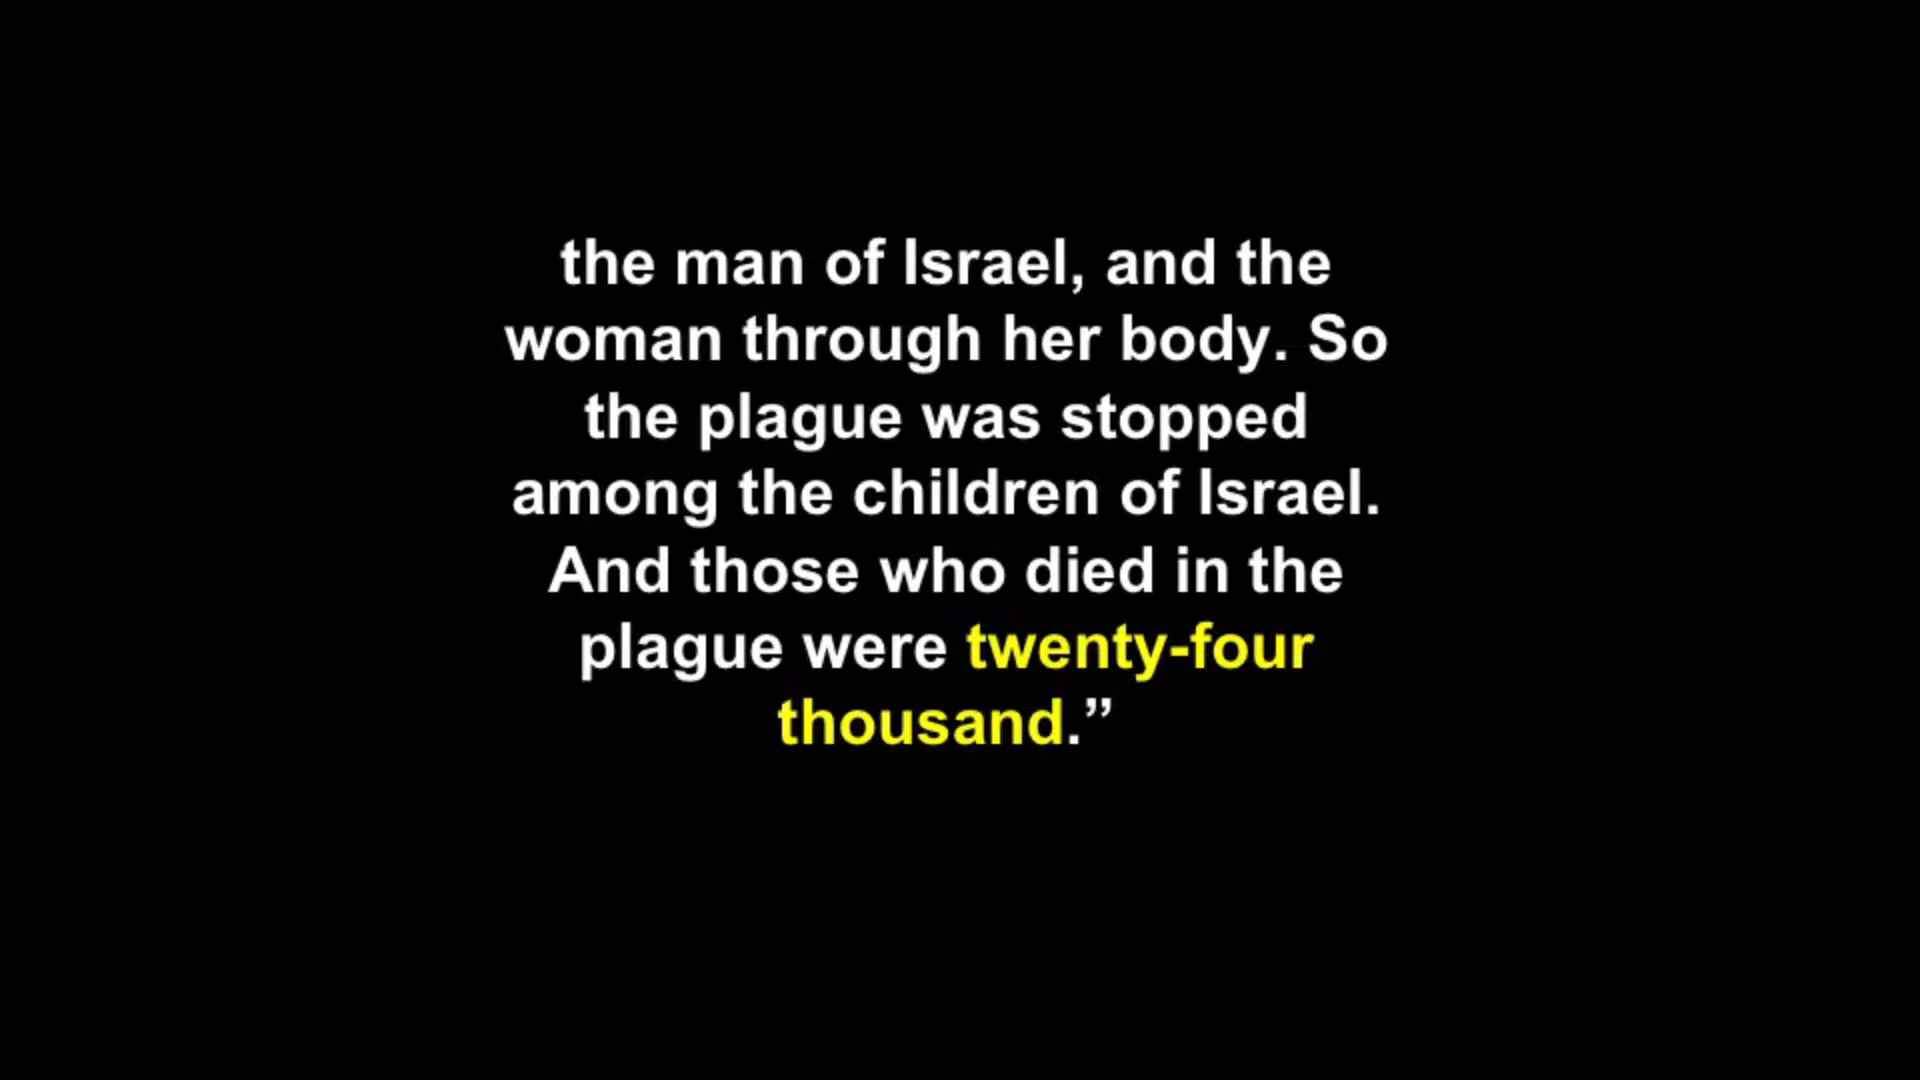 the man of Israel, and the
woman through her body. So
the plague was stopped
among the children of Israel.
And those who died in the
plague were twenty-four
thousand.”